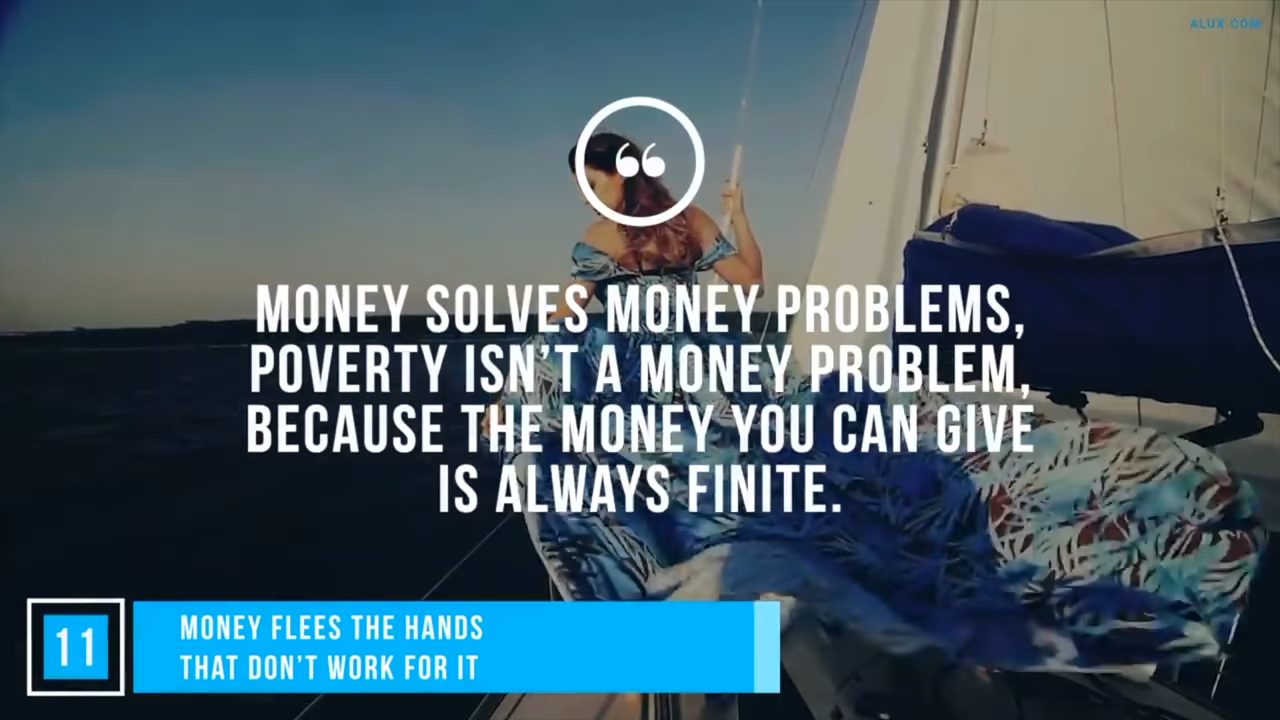 ALUX.COM
“
MONEY SOLVES MONEY PROBLEMS,
POVERTY ISN’T A MONEY PROBLEM,
BECAUSE THE MONEY YOU CAN GIVE
IS ALWAYS FINITE.
11
MONEY FLEES THE HANDS
THAT DON’T WORK FOR IT